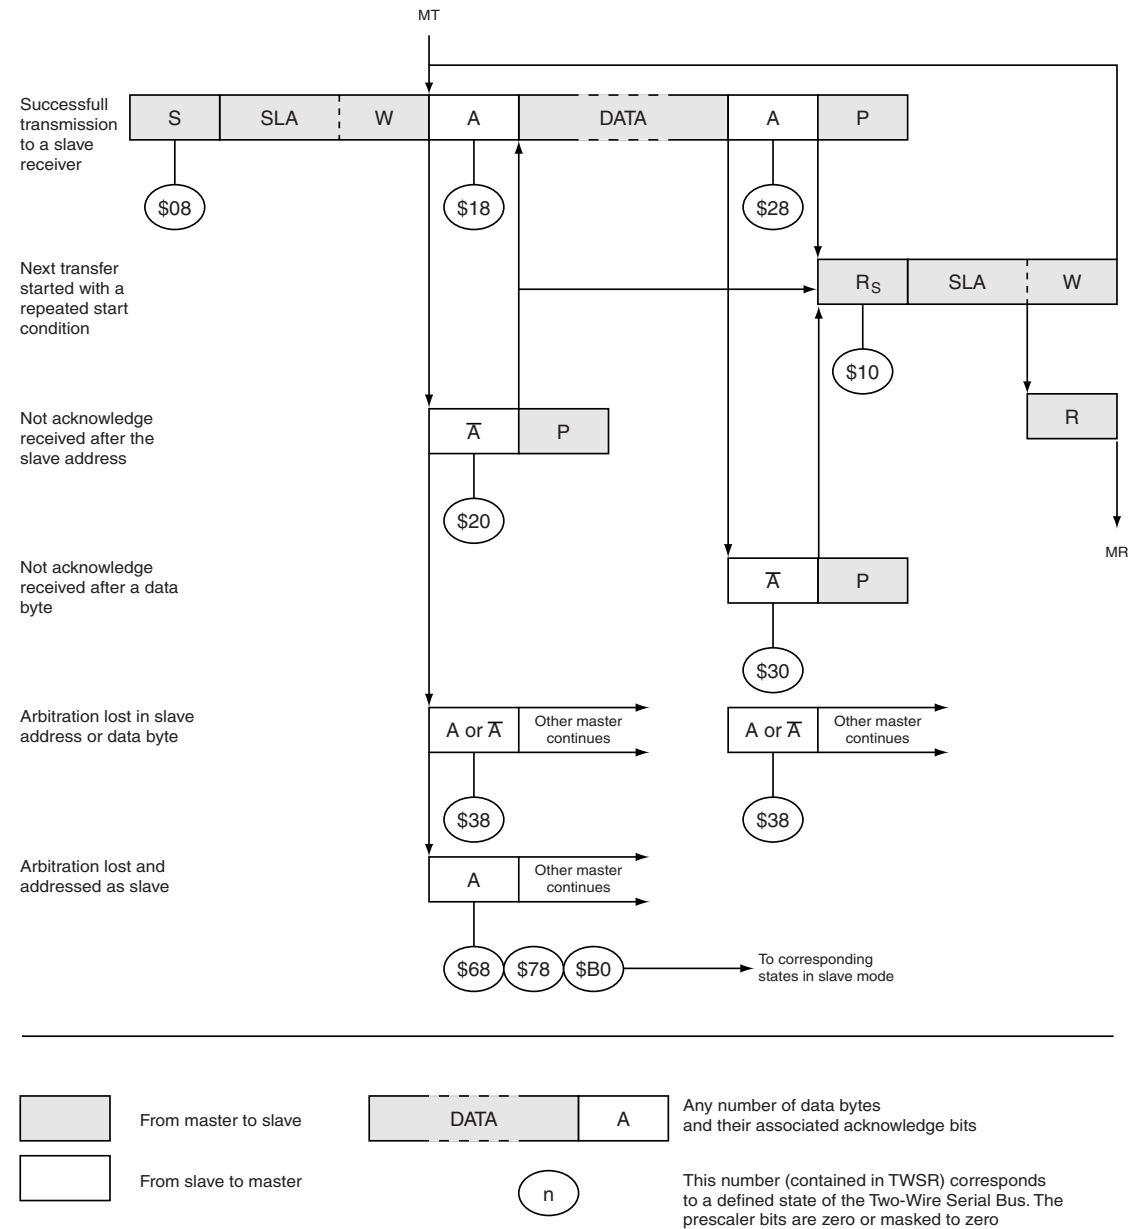 MT
Successfull
transmission
to a slave
receiver
S SLA W A DATA A P
$08 $18 $28
Next transfer
started with a
repeated start
condition
RS SLA W
$10
Not acknowledge
received after the
slave address
A̅ P
R
$20
MR
Not acknowledge
received after a data
byte
A̅ P
$30
Arbitration lost in slave
address or data byte
A or A̅
Other master
continues
A or A̅
Other master
continues
$38 $38
Arbitration lost and
addressed as slave
A
Other master
continues
$68 $78 $B0
To corresponding
states in slave mode
From master to slave
DATA A
Any number of data bytes
and their associated acknowledge bits
From slave to master
n
This number (contained in TWSR) corresponds
to a defined state of the Two-Wire Serial Bus. The
prescaler bits are zero or masked to zero